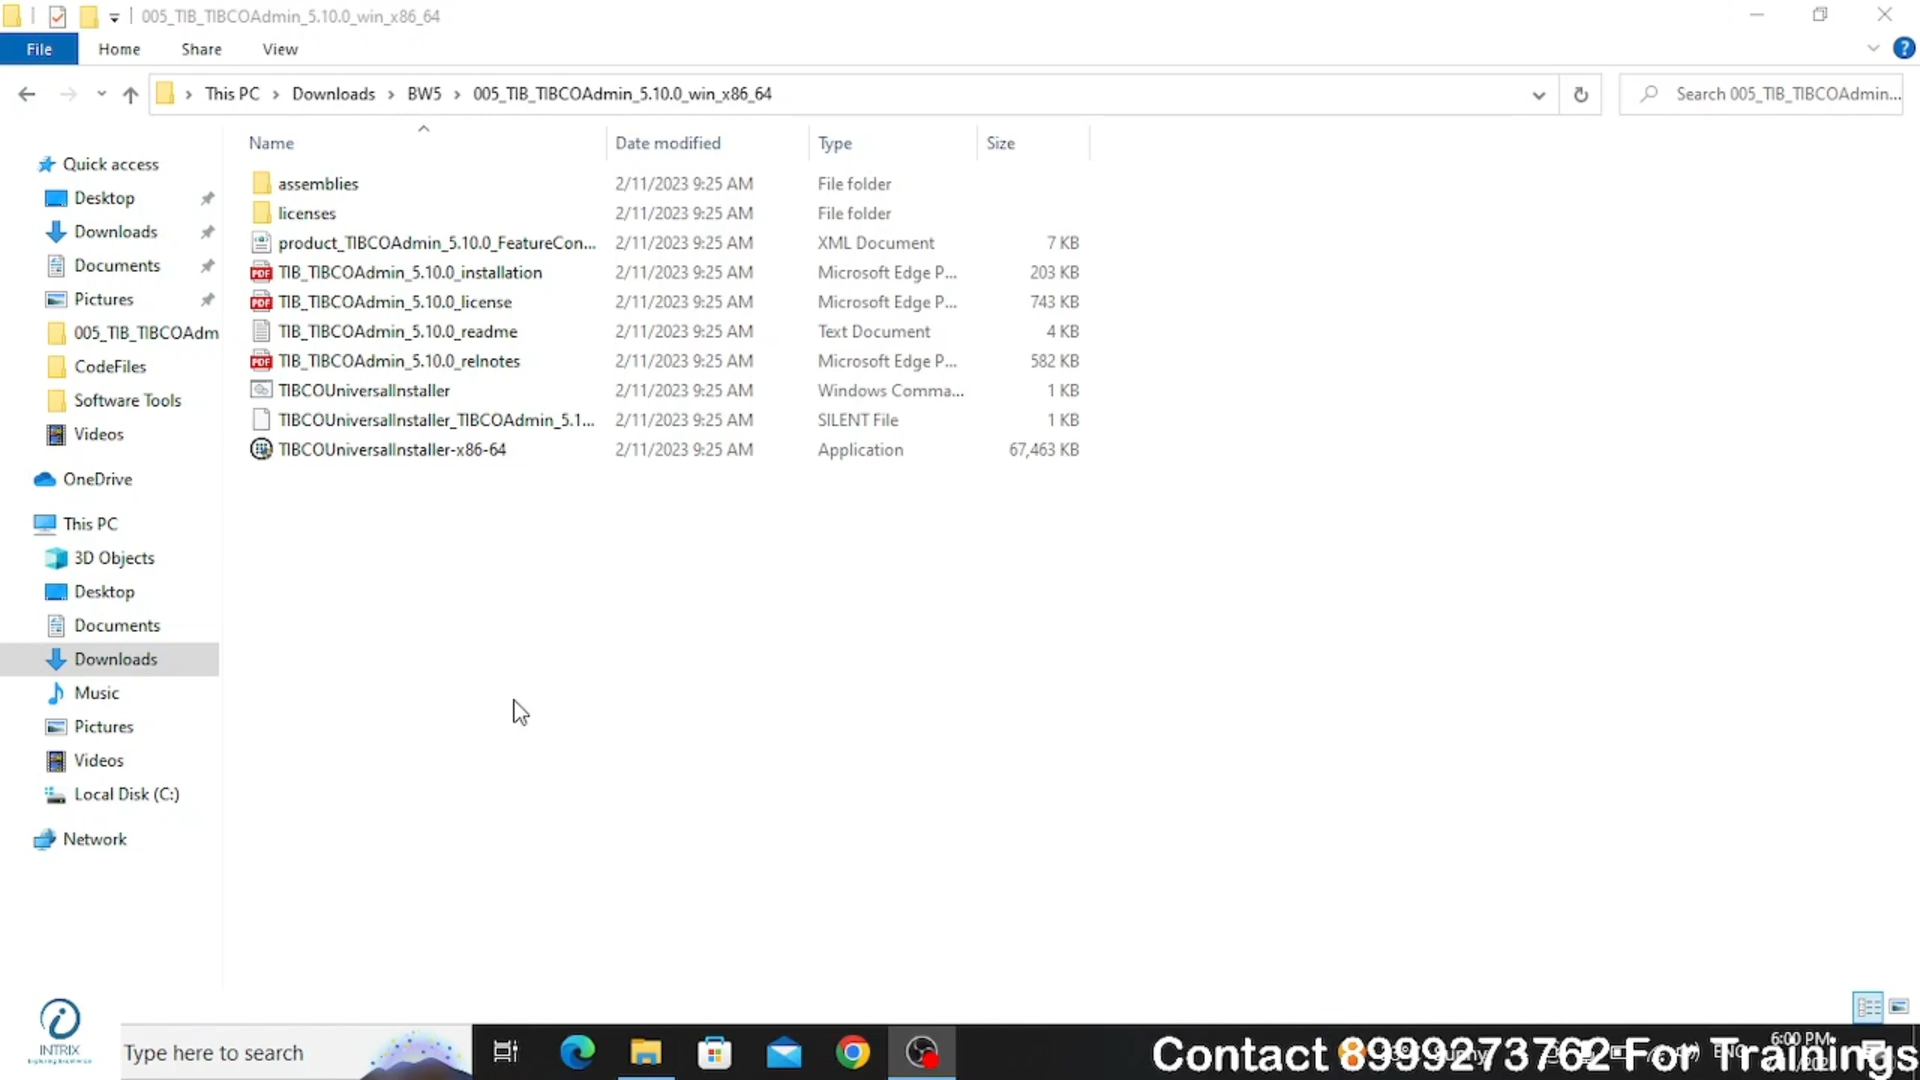 005_TIB_TIBCOAdmin_5.10.0_win_x86_64
File Home Share View
This PC > Downloads > BW5 > 005_TIB_TIBCOAdmin_5.10.0_win_x86_64
Search 005_TIB_TIBCOAdmin...
Name Date modified Type Size
assemblies 2/11/2023 9:25 AM File folder
licenses 2/11/2023 9:25 AM File folder
product_TIBCOAdmin_5.10.0_FeatureCon... 2/11/2023 9:25 AM XML Document 7 KB
TIB_TIBCOAdmin_5.10.0_installation 2/11/2023 9:25 AM Microsoft Edge P... 203 KB
TIB_TIBCOAdmin_5.10.0_license 2/11/2023 9:25 AM Microsoft Edge P... 743 KB
TIB_TIBCOAdmin_5.10.0_readme 2/11/2023 9:25 AM Text Document 4 KB
TIB_TIBCOAdmin_5.10.0_relnotes 2/11/2023 9:25 AM Microsoft Edge P... 582 KB
TIBCOUniversalInstaller 2/11/2023 9:25 AM Windows Comma... 1 KB
TIBCOUniversalInstaller_TIBCOAdmin_5.1... 2/11/2023 9:25 AM SILENT File 1 KB
TIBCOUniversalInstaller-x86-64 2/11/2023 9:25 AM Application 67,463 KB
Quick access
Desktop
Downloads
Documents
Pictures
005_TIB_TIBCOAdm
CodeFiles
Software Tools
Videos
OneDrive
This PC
3D Objects
Desktop
Documents
Downloads
Music
Pictures
Videos
Local Disk (C:)
Network
INTRIX
Type here to search
6:00 PM
Contact 8999273762 For Trainings